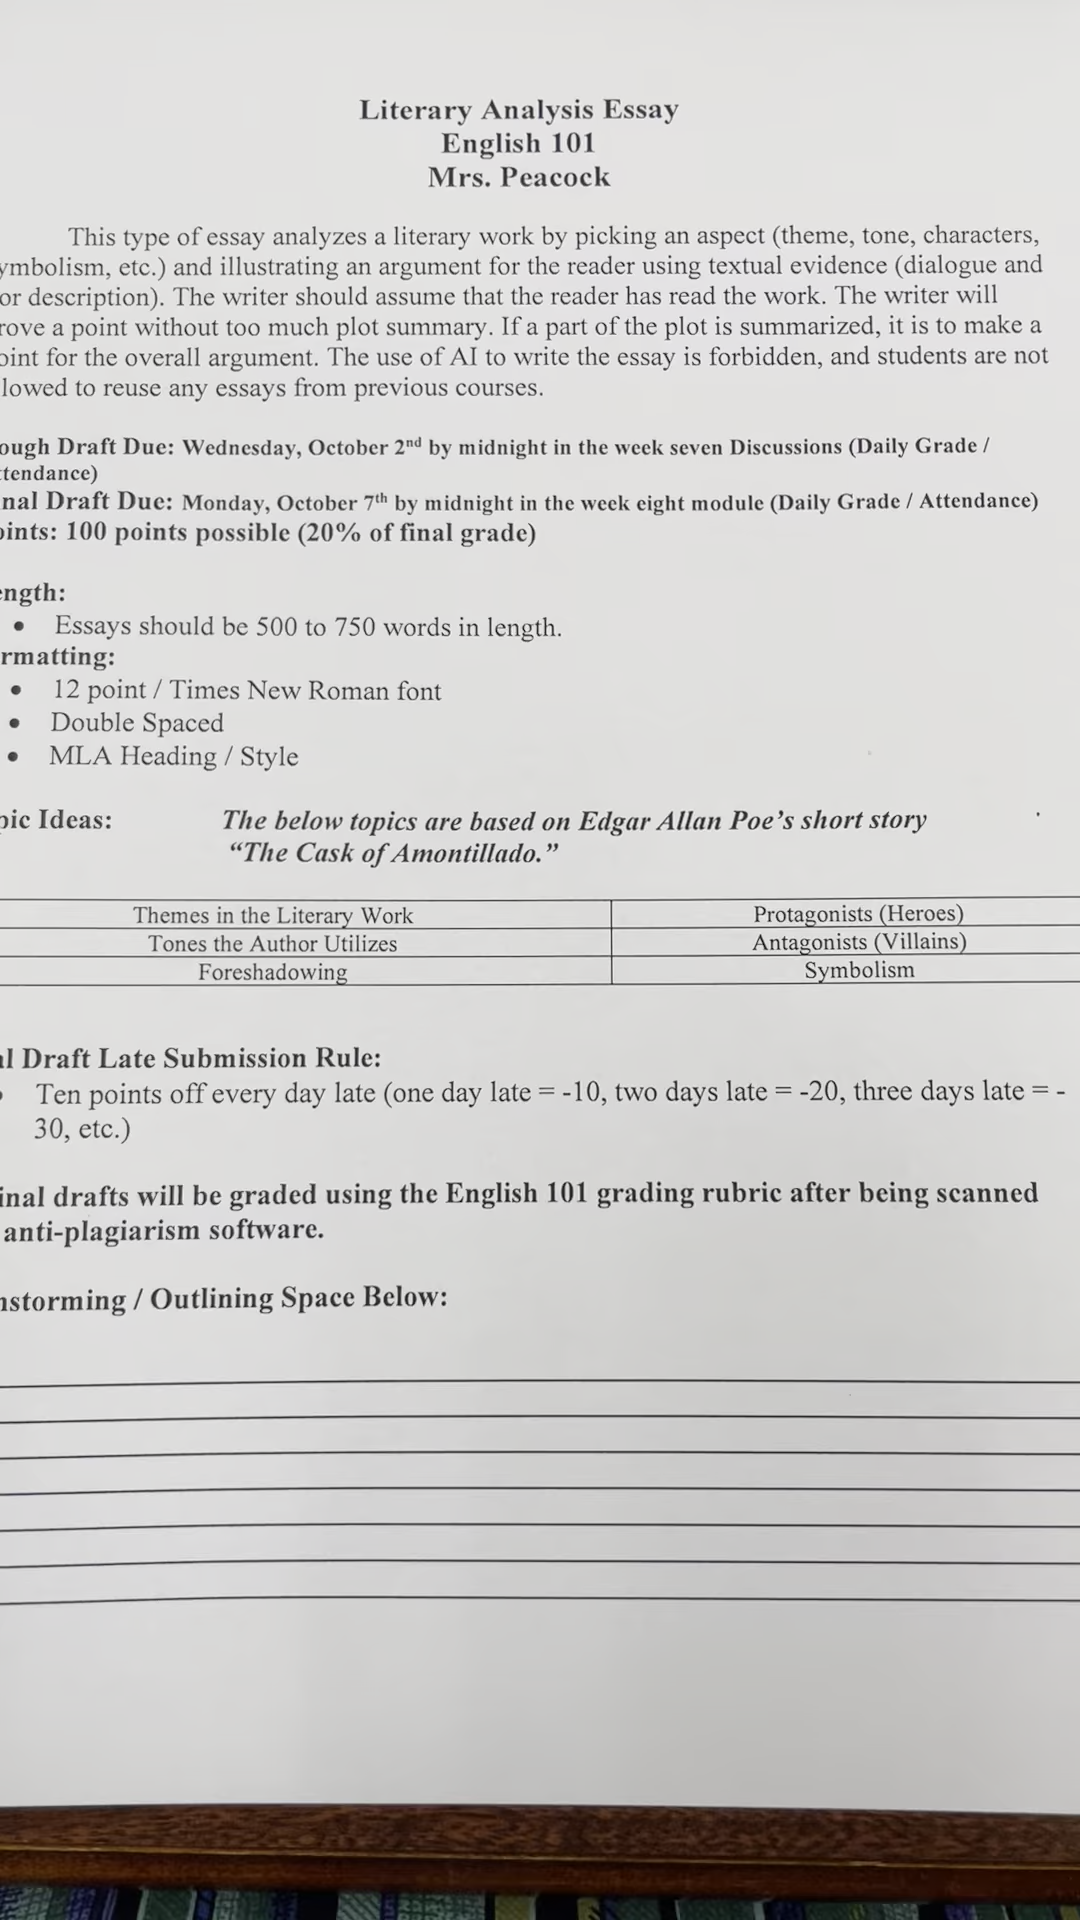 Literary Analysis Essay
English 101
Mrs. Peacock
This type of essay analyzes a literary work by picking an aspect (theme, tone, characters,
ymbolism, etc.) and illustrating an argument for the reader using textual evidence (dialogue and
or description). The writer should assume that the reader has read the work. The writer will
rove a point without too much plot summary. If a part of the plot is summarized, it is to make a
oint for the overall argument. The use of AI to write the essay is forbidden, and students are not
lowed to reuse any essays from previous courses.
ough Draft Due: Wednesday, October 2nd by midnight in the week seven Discussions (Daily Grade /
ttendance)
nal Draft Due: Monday, October 7th by midnight in the week eight module (Daily Grade / Attendance)
oints: 100 points possible (20% of final grade)
ength:
• Essays should be 500 to 750 words in length.
rmatting:
• 12 point / Times New Roman font
• Double Spaced
• MLA Heading / Style
pic Ideas: The below topics are based on Edgar Allan Poe's short story
"The Cask of Amontillado."
Themes in the Literary Work Protagonists (Heroes)
Tones the Author Utilizes Antagonists (Villains)
Foreshadowing Symbolism
al Draft Late Submission Rule:
Ten points off every day late (one day late = -10, two days late = -20, three days late = -
30, etc.)
inal drafts will be graded using the English 101 grading rubric after being scanned
anti-plagiarism software.
nstorming / Outlining Space Below: